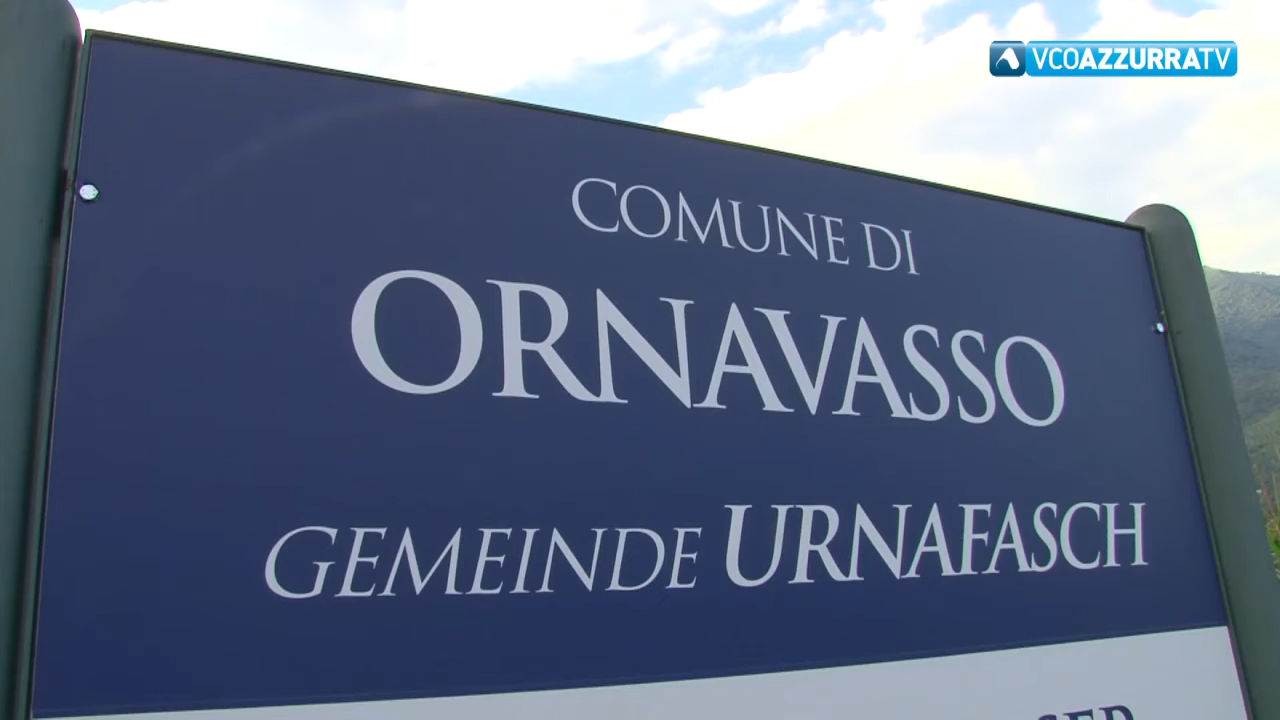 VCOAZZURRATV
COMUNE DI
ORNAVASSO
GEMEINDE URNAFASCH